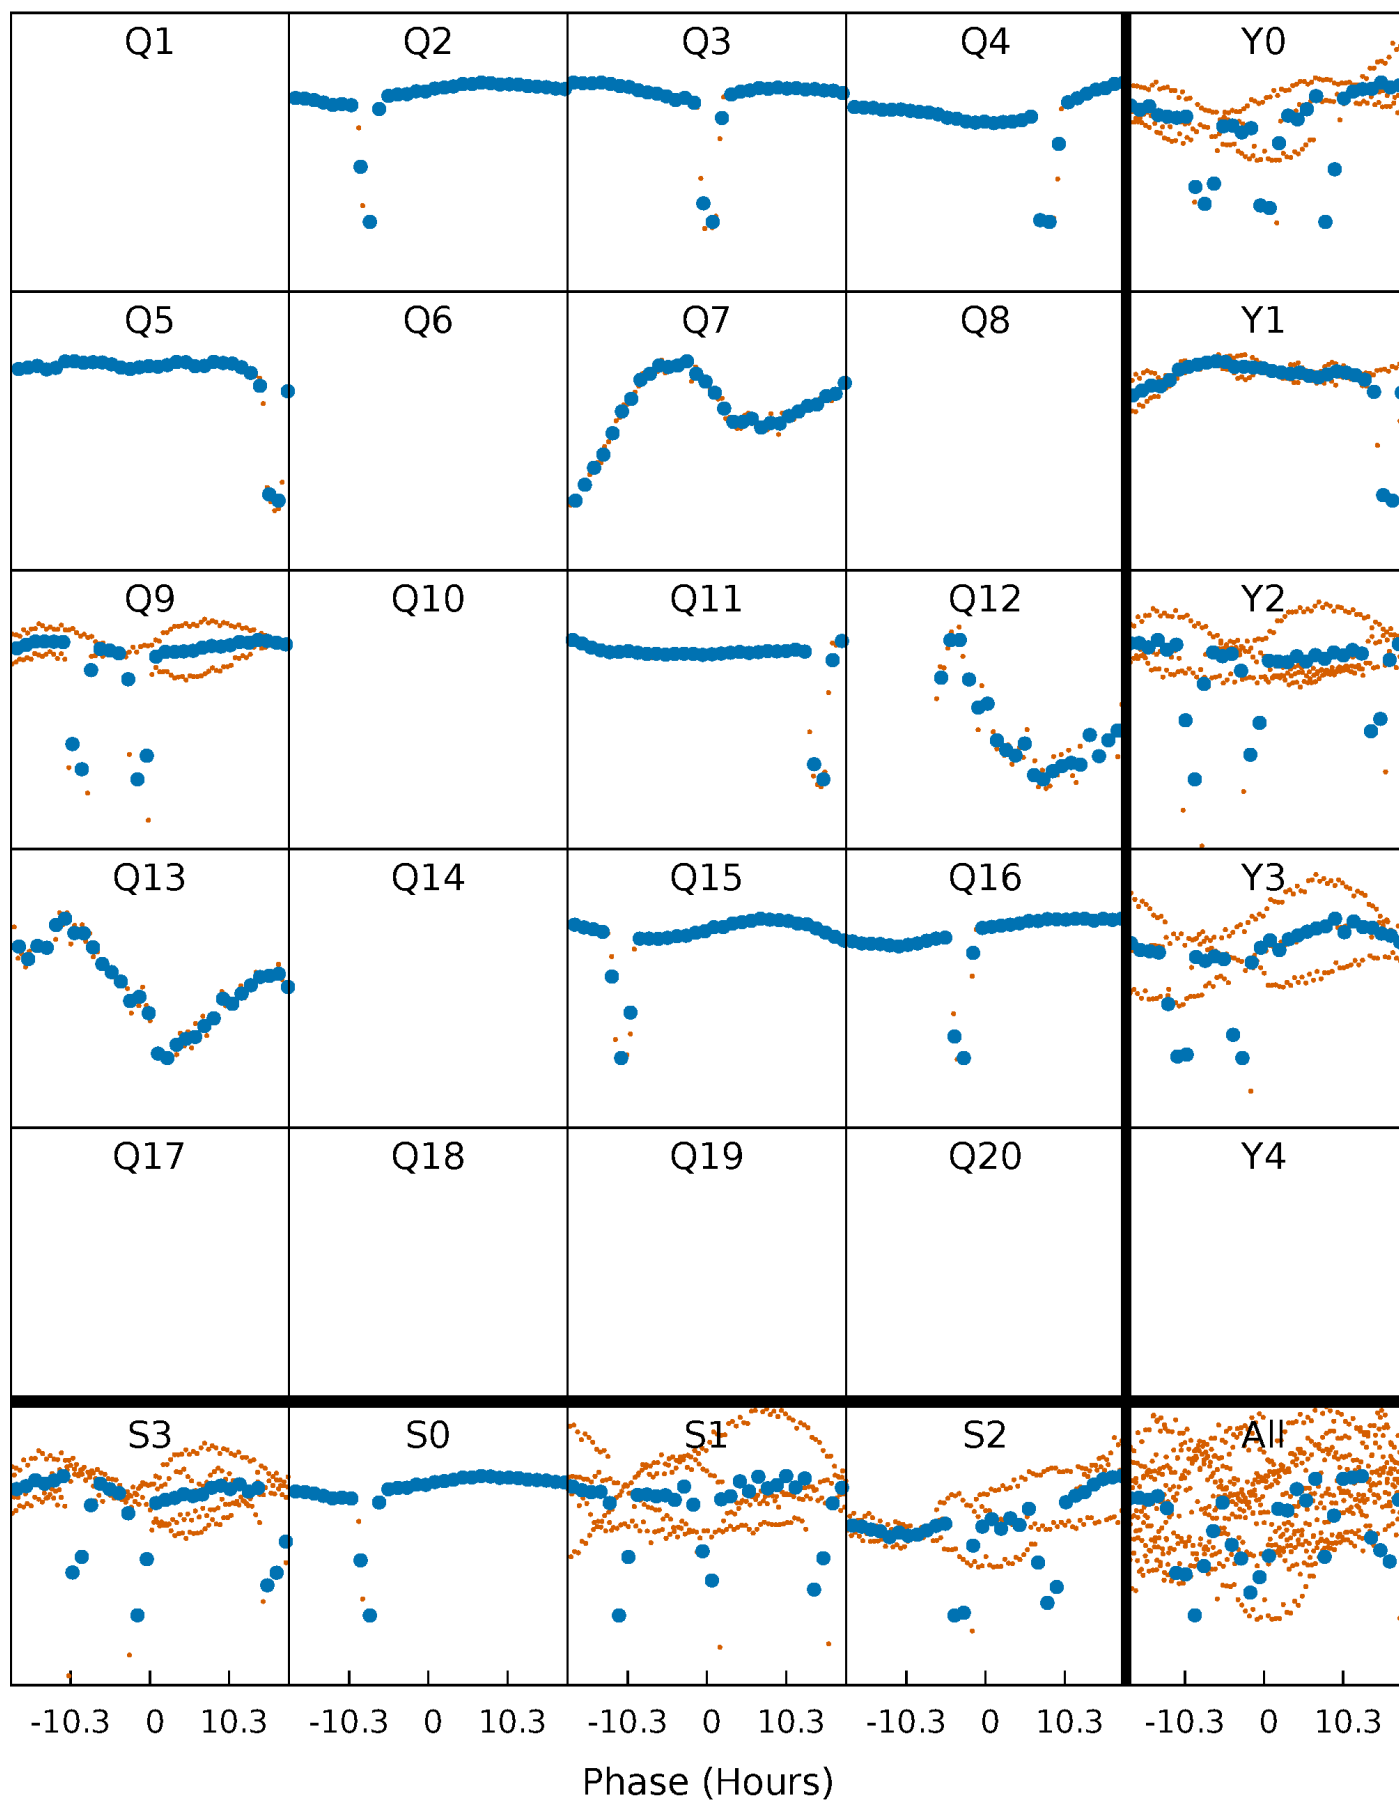 Q1 Q2 Q3 Q4 Y0
Q5 Q6 Q7 Q8 Y1
Q9 Q10 Q11 Q12 Y2
Q13 Q14 Q15 Q16 Y3
Q17 Q18 Q19 Q20 Y4
S3 S0 S1 S2 All
-10.3 0 10.3 -10.3 0 10.3 -10.3 0 10.3 -10.3 0 10.3 -10.3 0 10.3
Phase (Hours)